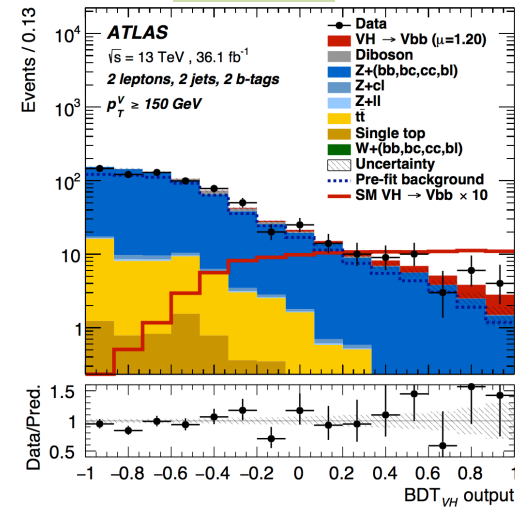 Events / 0.13
10⁴
10³
10²
10
1
ATLAS
√s = 13 TeV , 36.1 fb⁻¹
2 leptons, 2 jets, 2 b-tags
p_T^V ≥ 150 GeV
Data
VH → Vbb (μ=1.20)
Diboson
Z+(bb,bc,cc,bl)
Z+cl
Z+ll
tt̄
Single top
W+(bb,bc,cc,bl)
Uncertainty
Pre-fit background
SM VH → Vbb × 10
Data/Pred.
1.5
1
0.5
−1 −0.8 −0.6 −0.4 −0.2 0 0.2 0.4 0.6 0.8 1
BDT_VH output